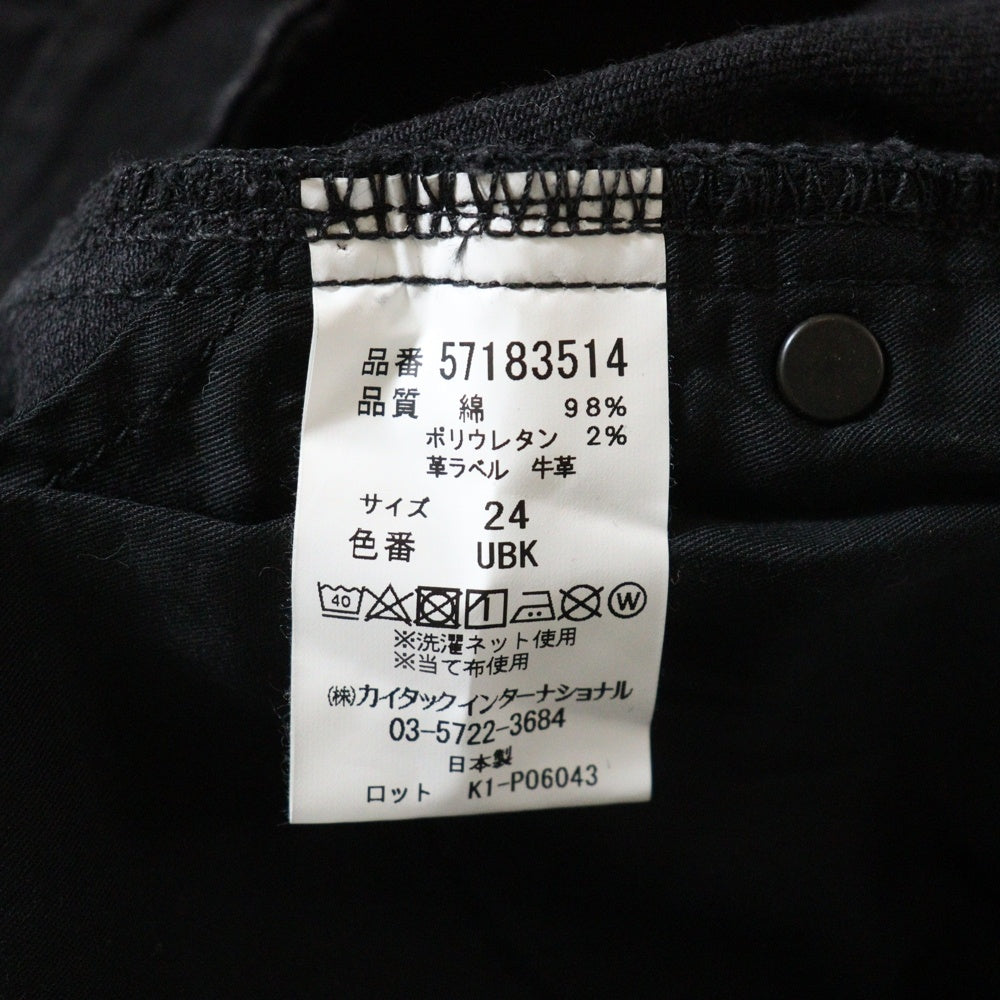 品番 57183514
品質 綿 98%
ポリウレタン 2%
革ラベル 牛革
サイズ 24
色番 UBK
40 W
※洗濯ネット使用
※当て布使用
(株)カイタックインターナショナル
03-5722-3684
日本製
ロット K1-P06043